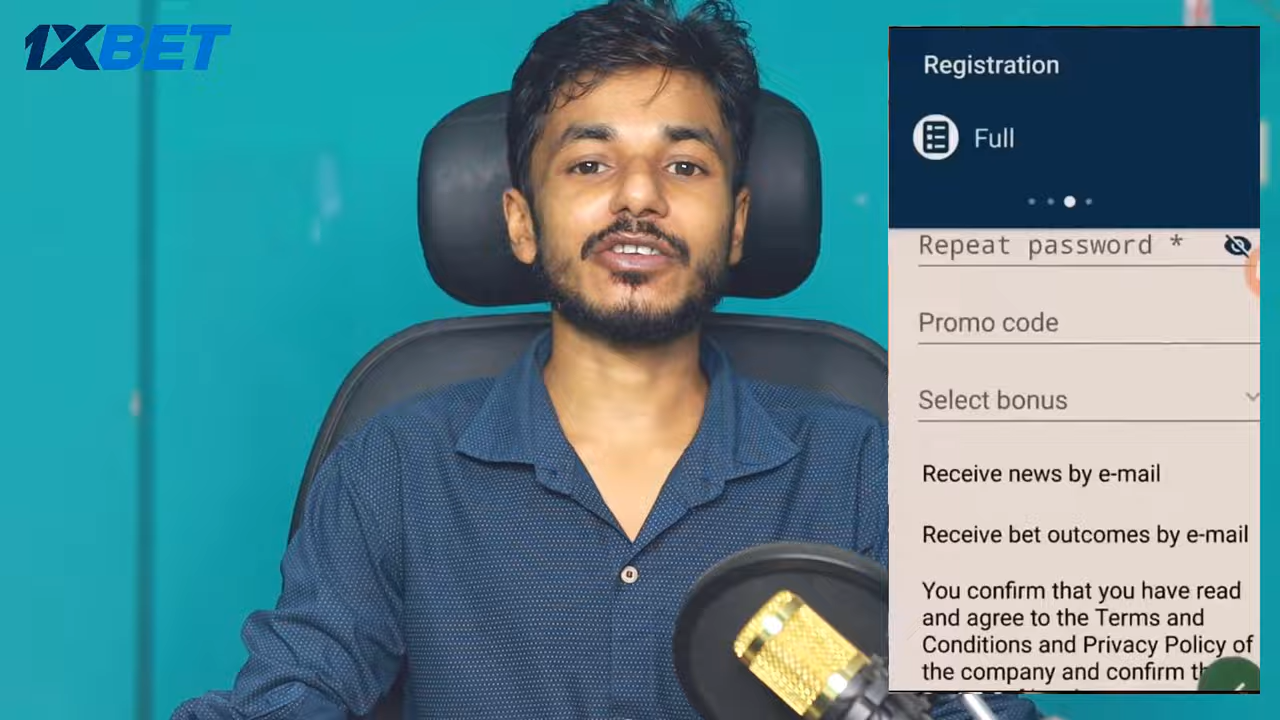 1XBET
Registration
Full
Repeat password *
Promo code
Select bonus
Receive news by e-mail
Receive bet outcomes by e-mail
You confirm that you have read
and agree to the Terms and
Conditions and Privacy Policy of
the company and confirm